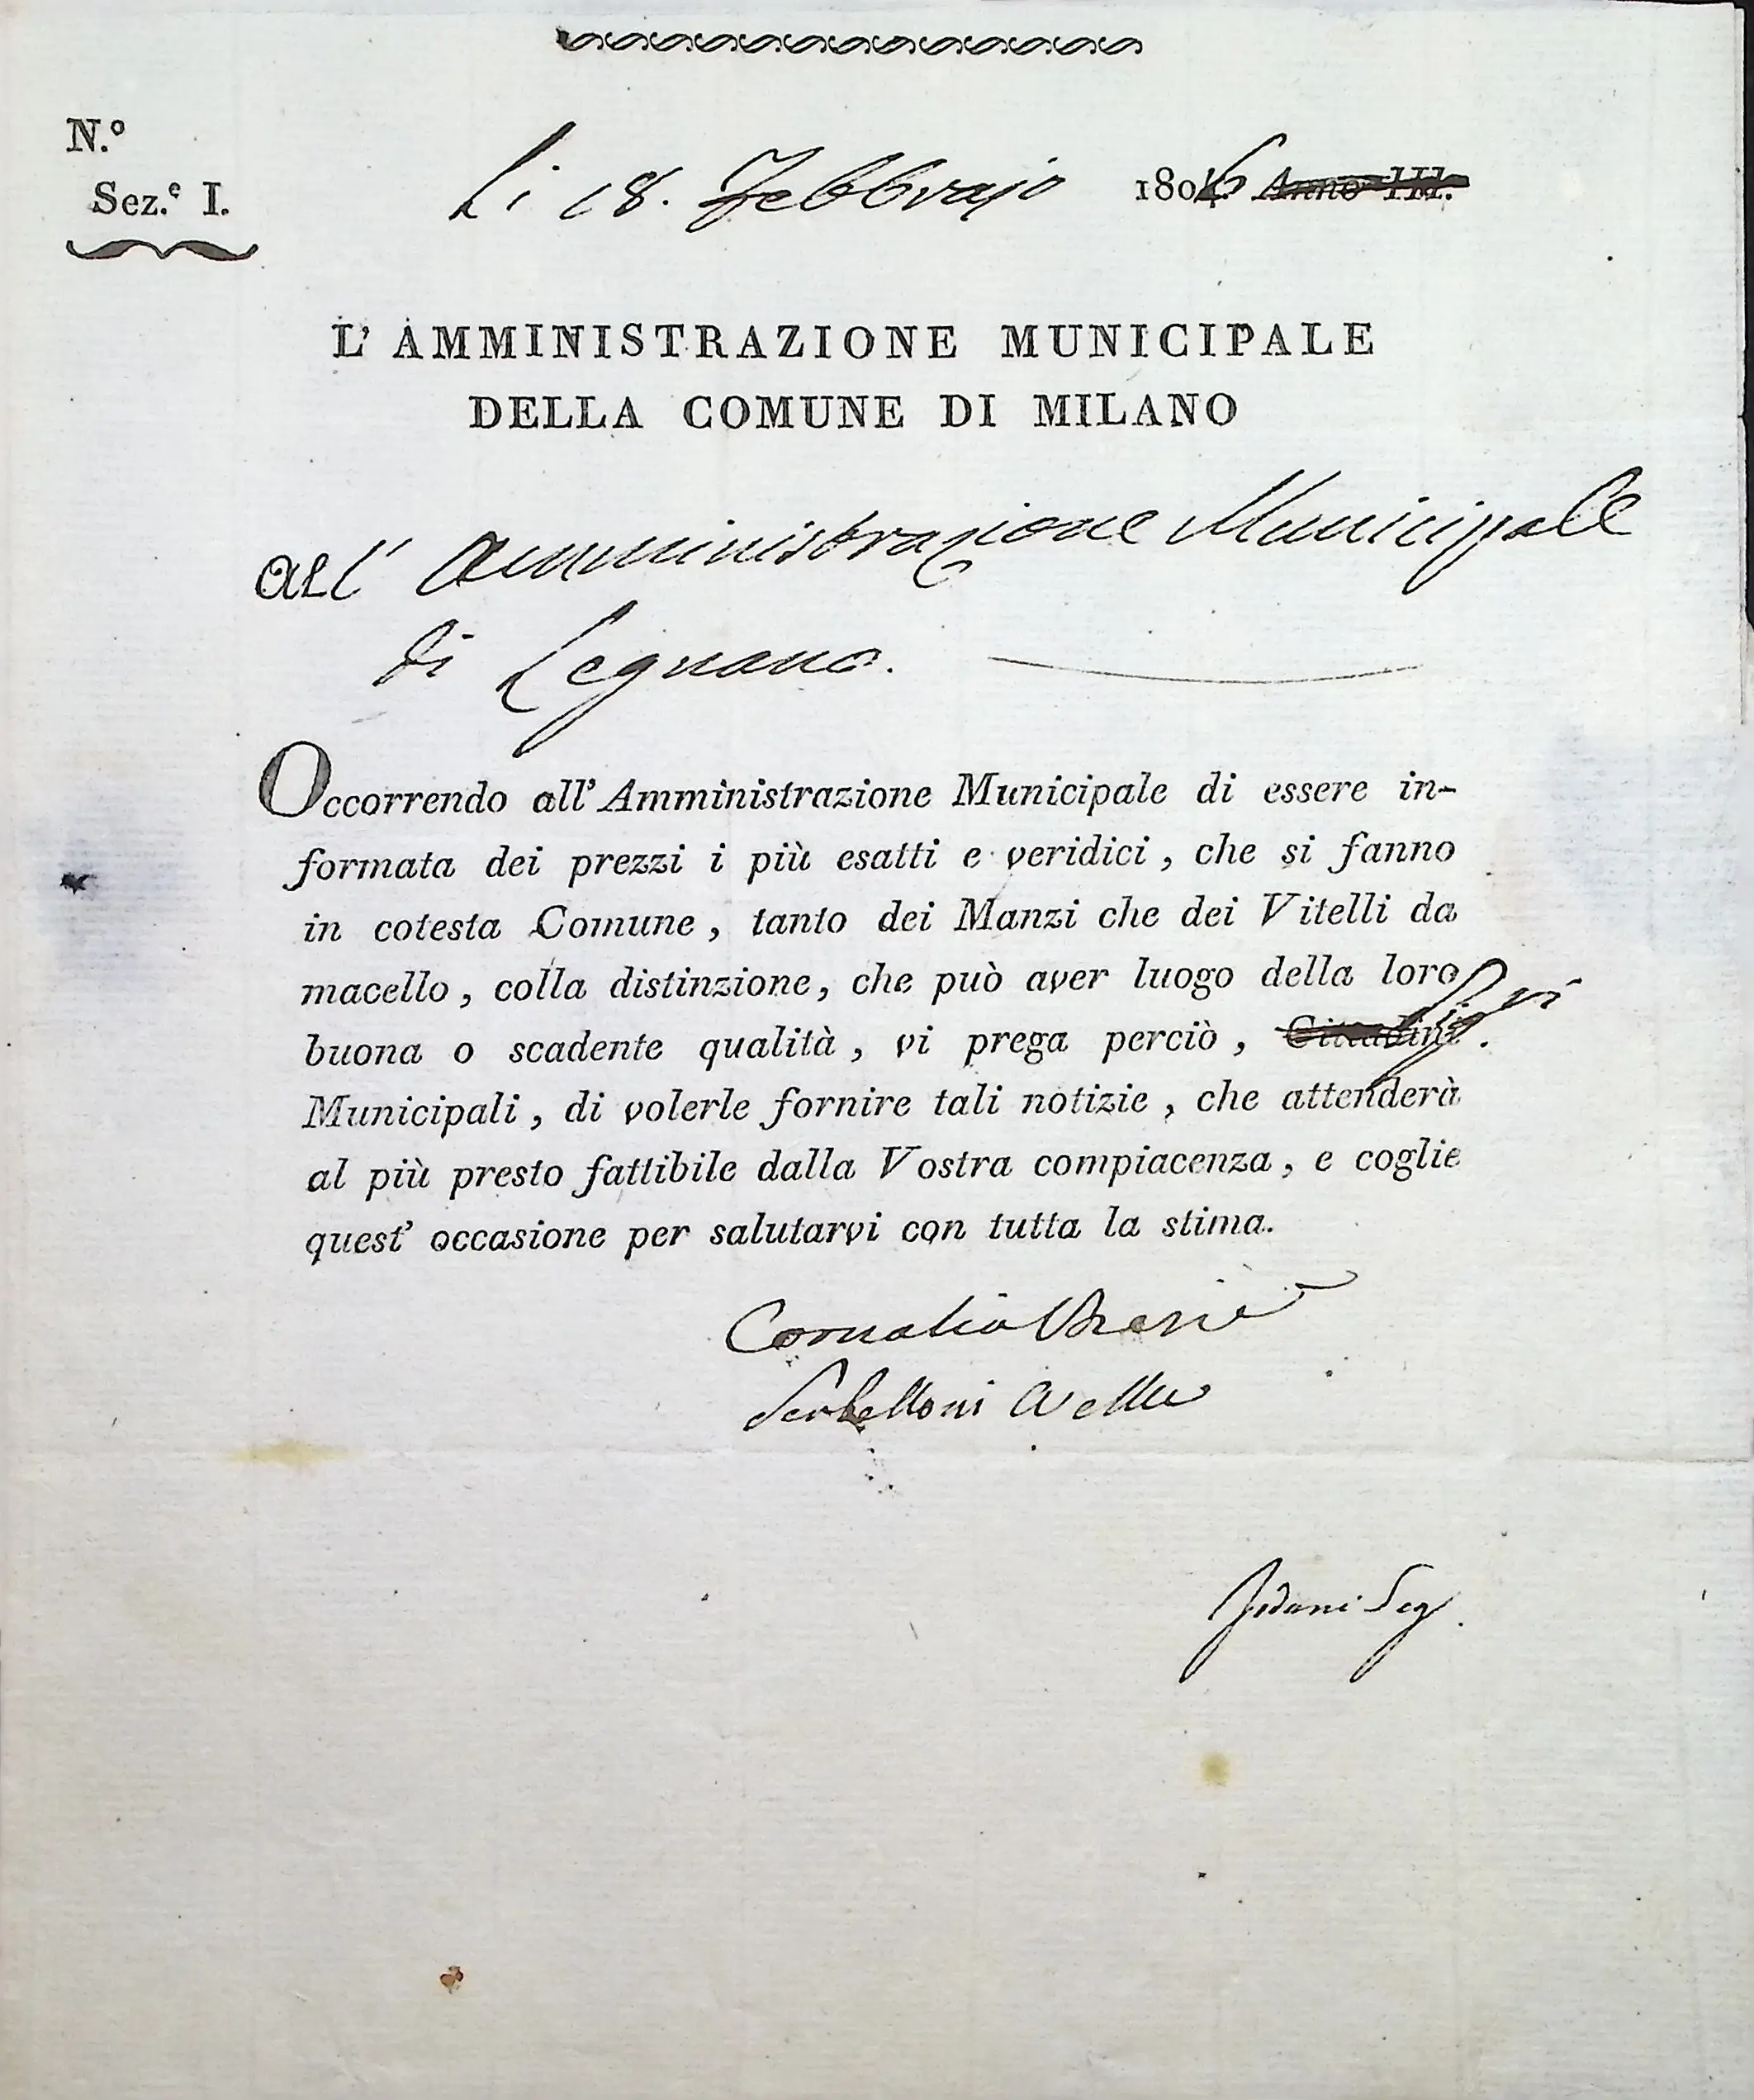 N.º
Sez.e I.
Li 18. Febbrajo 1806 Anno III.
L' AMMINISTRAZIONE MUNICIPALE
DELLA COMUNE DI MILANO
All' Amministrazione Municipale
di Legnano.
Occorrendo all' Amministrazione Municipale di essere in-
formata dei prezzi i più esatti e veridici, che si fanno
in cotesta Comune, tanto dei Manzi che dei Vitelli da
macello, colla distinzione, che può aver luogo della loro
buona o scadente qualità, vi prega perciò, Cittadini
Municipali, di volerle fornire tali notizie, che attenderà
al più presto fattibile dalla Vostra compiacenza, e coglie
quest' occasione per salutarvi con tutta la stima.
Serbelloni
Seg.